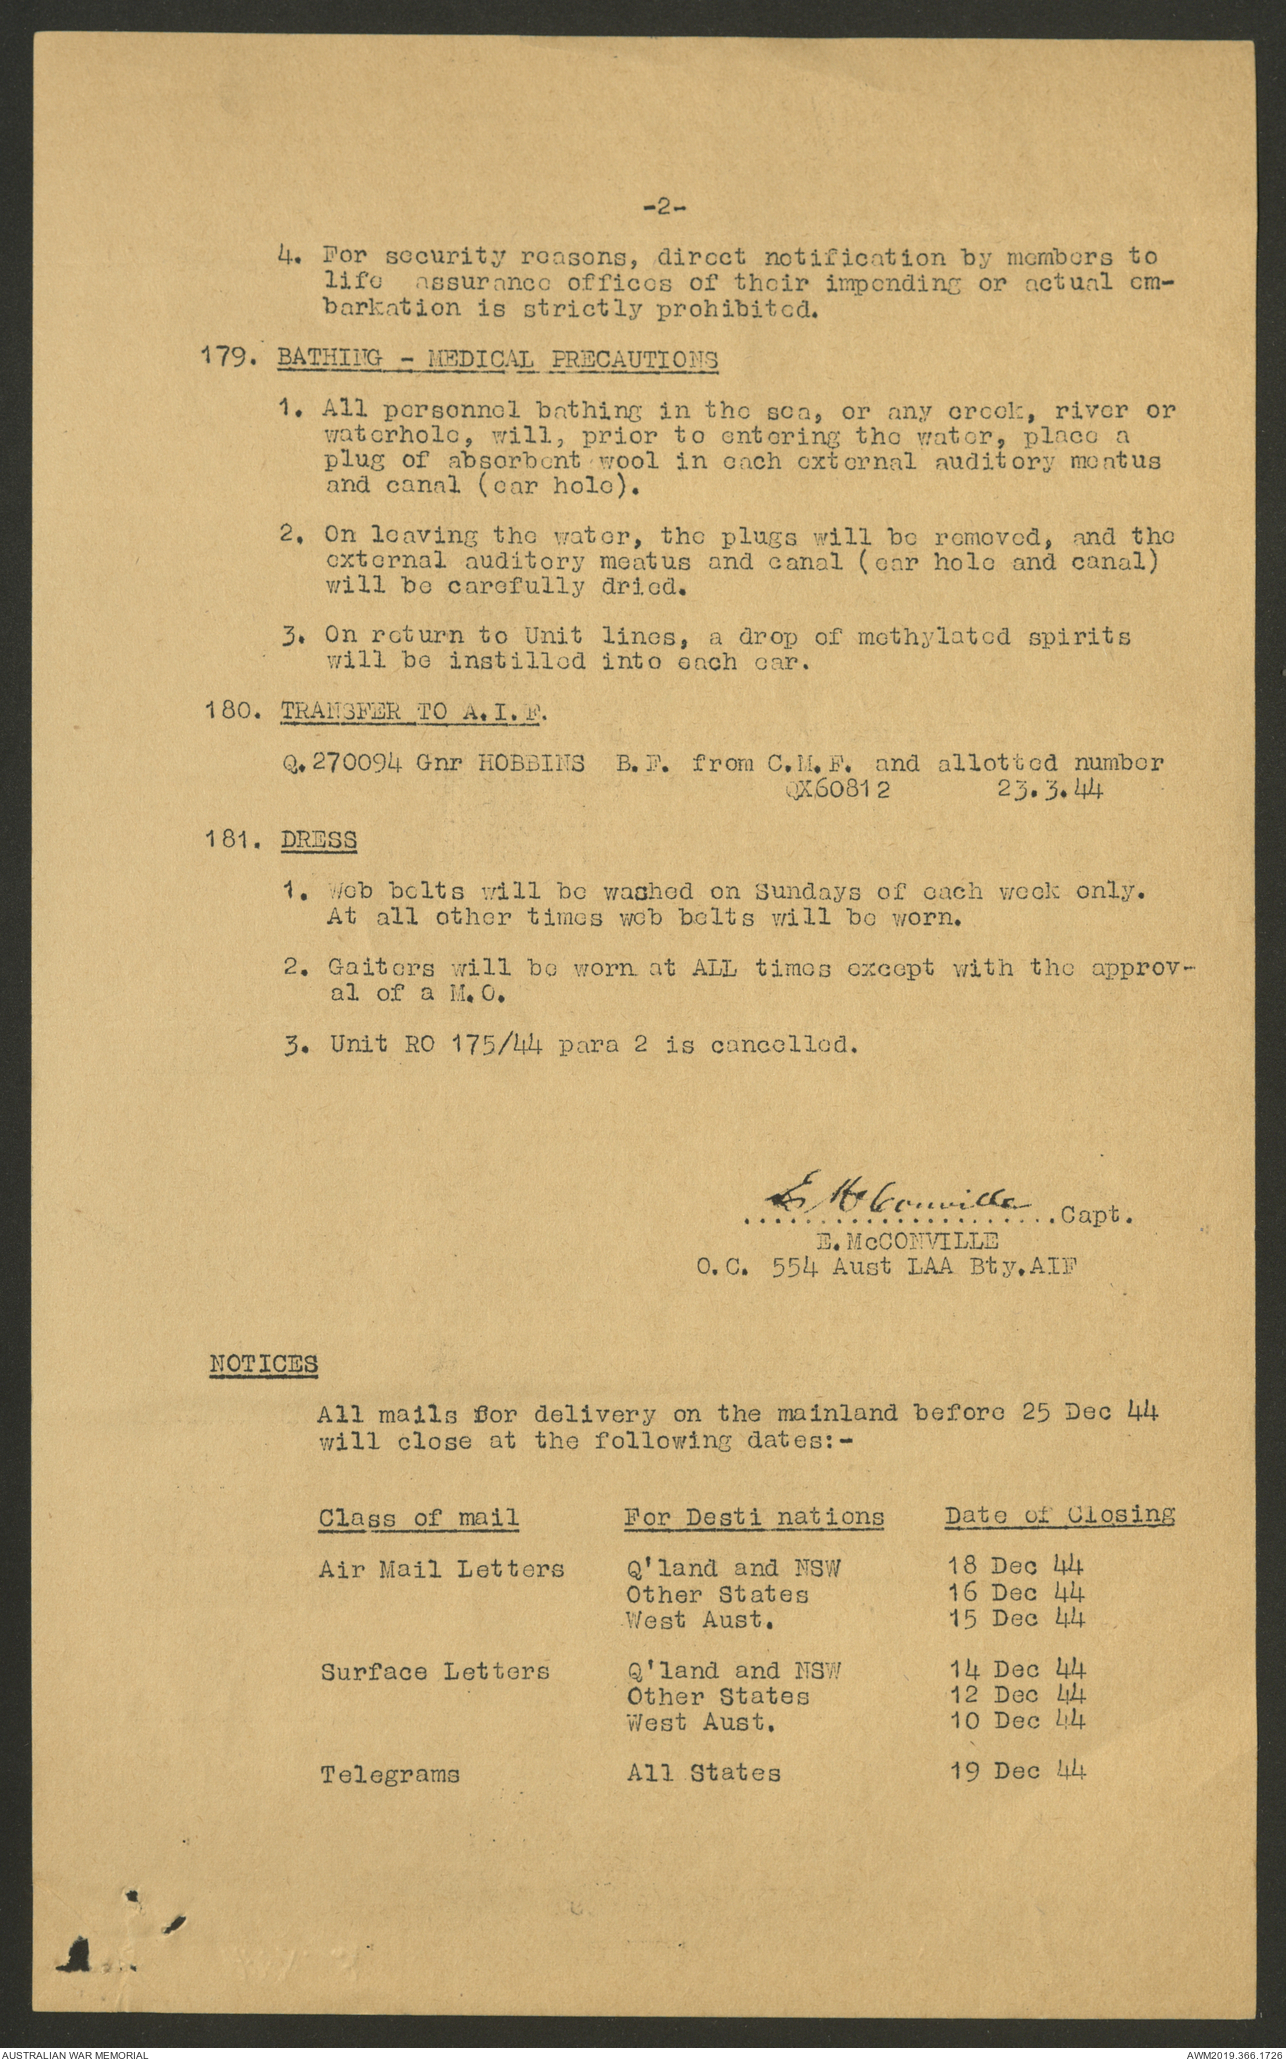 -2-
4. For security reasons, direct notification by members to
life assurance offices of their impending or actual em-
barkation is strictly prohibited.
179. BATHING - MEDICAL PRECAUTIONS
1. All personnel bathing in the sea, or any creek, river or
waterhole, will, prior to entering the water, place a
plug of absorbent wool in each external auditory meatus
and canal (ear hole).
2. On leaving the water, the plugs will be removed, and the
external auditory meatus and canal (ear hole and canal)
will be carefully dried.
3. On return to Unit lines, a drop of methylated spirits
will be instilled into each ear.
180. TRANSFER TO A.I.F.
Q.270094 Gnr HOBBINS B.F. from C.M.F. and allotted number
QX60812 23.3.44
181. DRESS
1. Web belts will be washed on Sundays of each week only.
At all other times web belts will be worn.
2. Gaiters will be worn at ALL times except with the approv-
al of a M.O.
3. Unit RO 175/44 para 2 is cancelled.
E McConville
.....................Capt.
E.McCONVILLE
O.C. 554 Aust LAA Bty.AIF
NOTICES
All mails for delivery on the mainland before 25 Dec 44
will close at the following dates:-
Class of mail For Desti nations Date of Closing
Air Mail Letters Q'land and NSW 18 Dec 44
Other States 16 Dec 44
West Aust. 15 Dec 44
Surface Letters Q'land and NSW 14 Dec 44
Other States 12 Dec 44
West Aust. 10 Dec 44
Telegrams All States 19 Dec 44
AUSTRALIAN WAR MEMORIAL AWM2019.366.1726